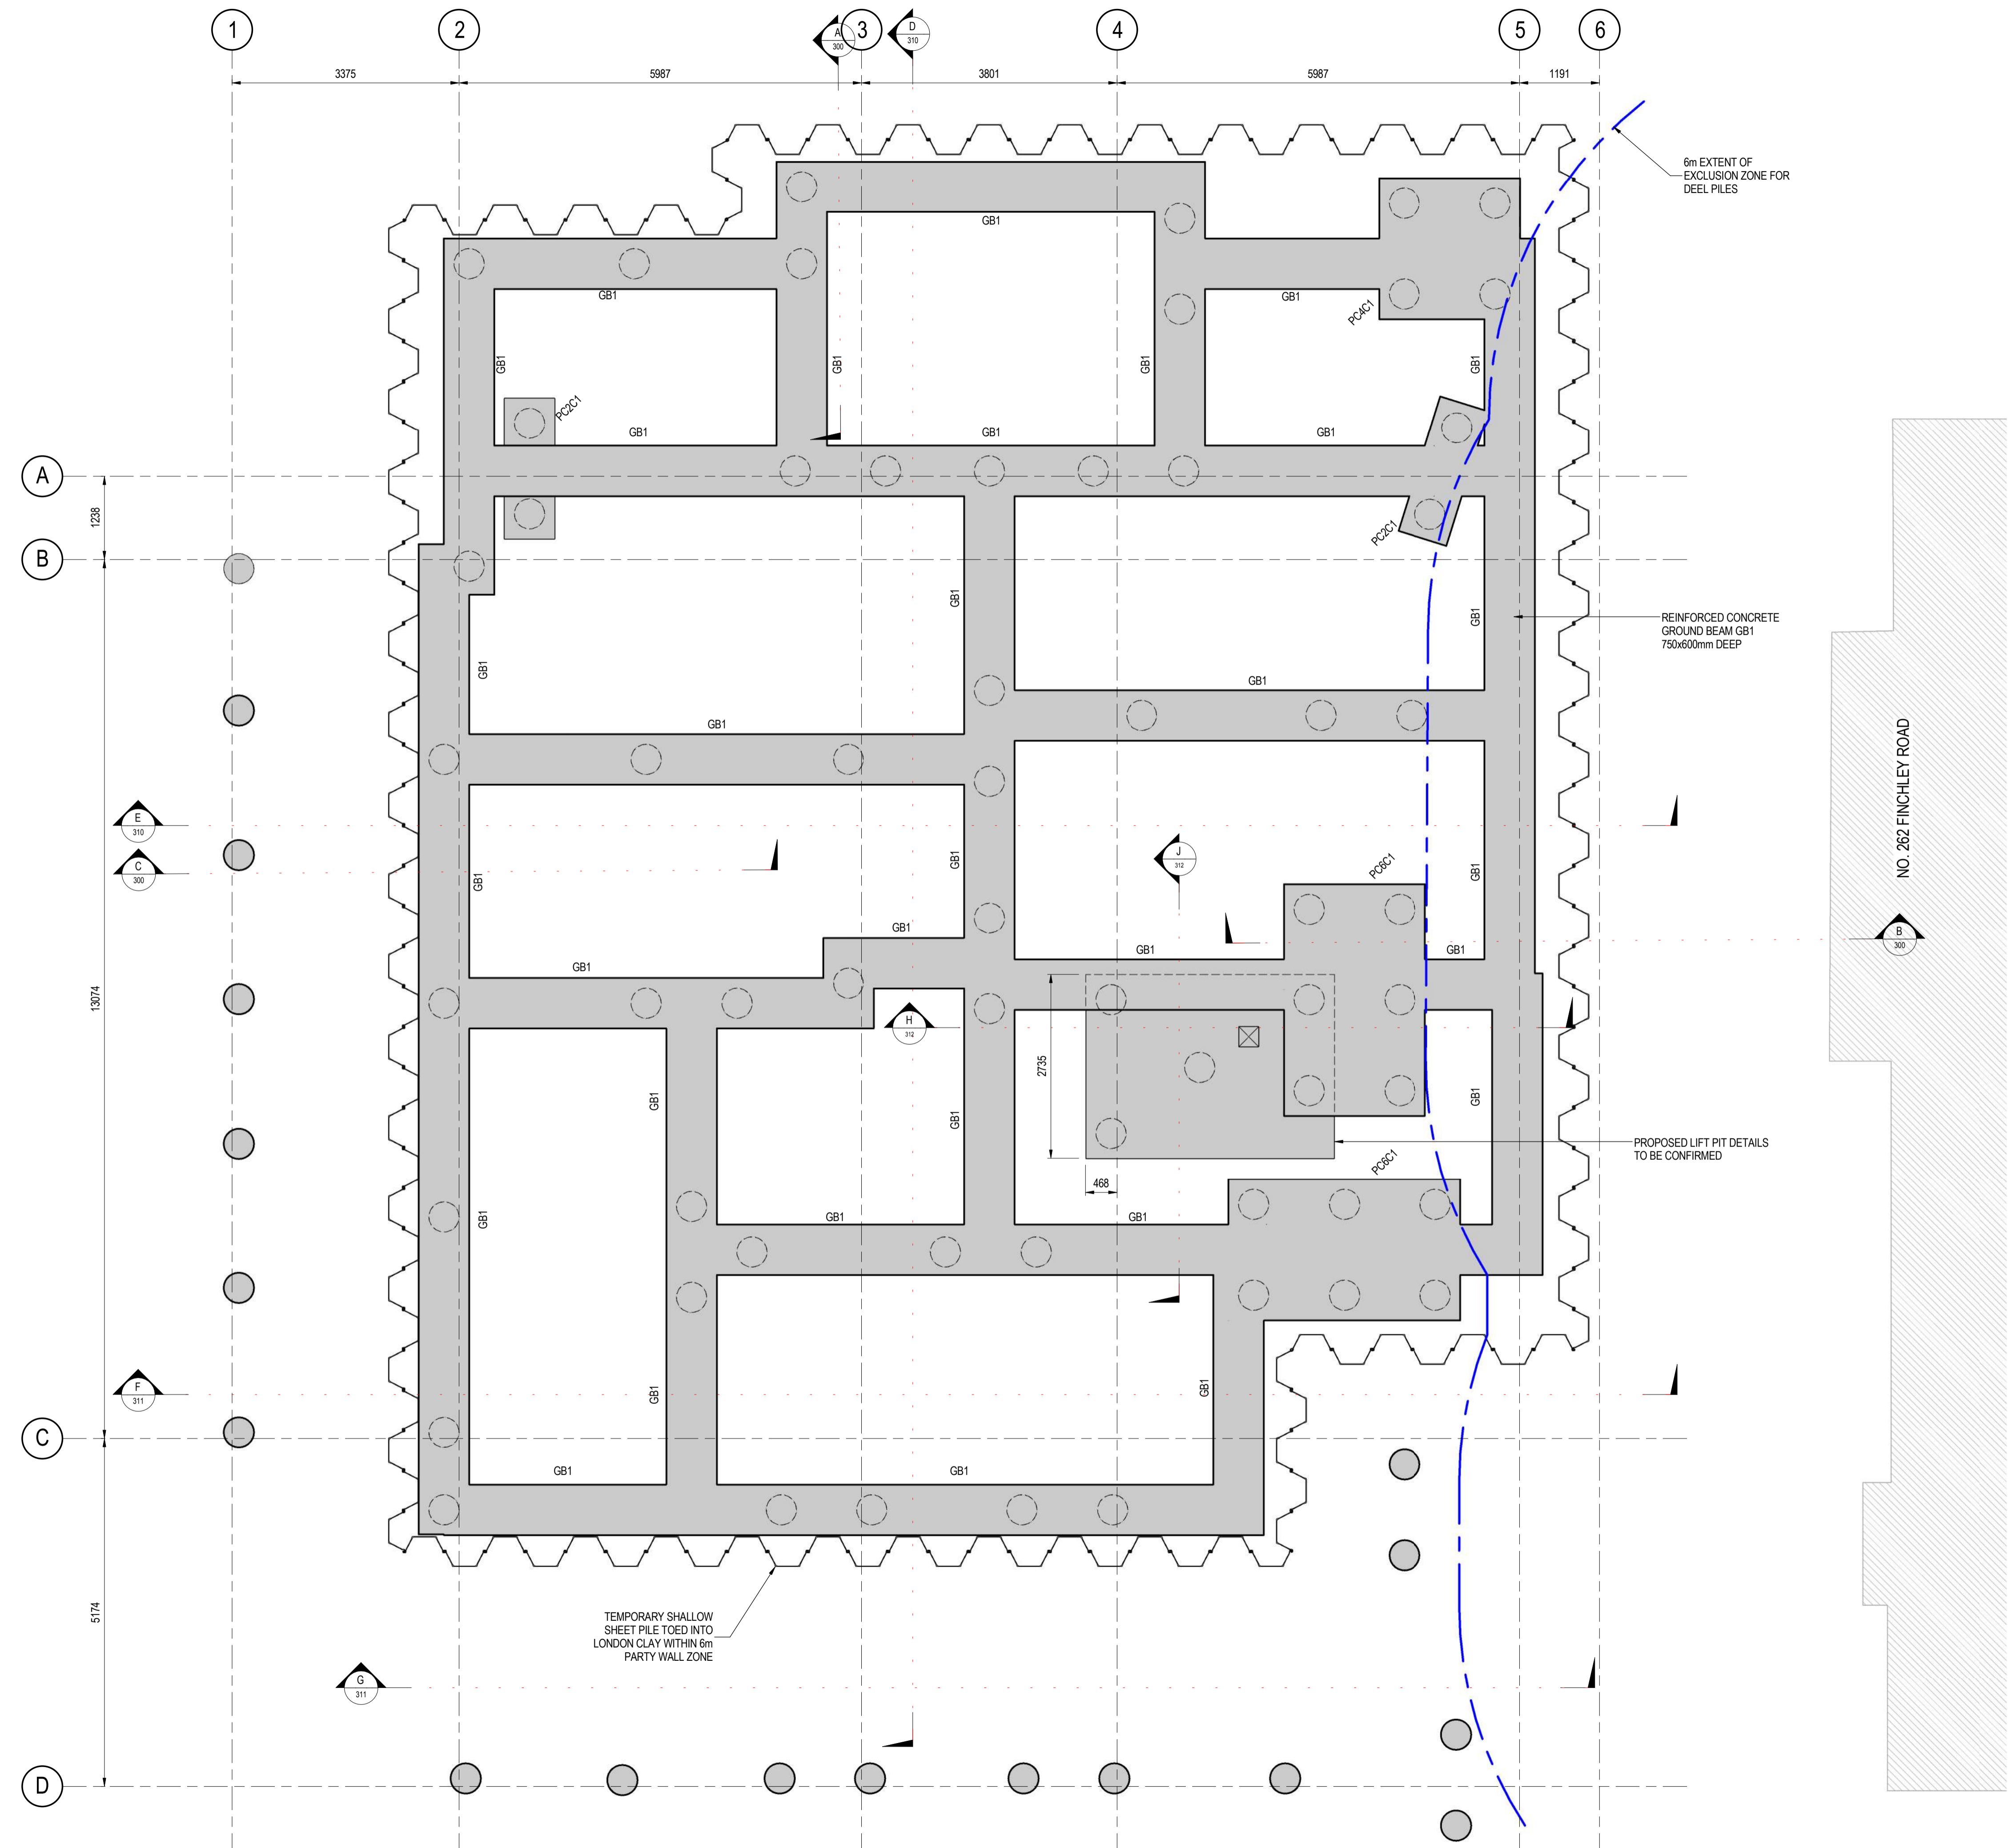 1
2
A
300
3
D
310
4
5
6
3375
5987
3801
5987
1191
6m EXTENT OF
EXCLUSION ZONE FOR
DEEL PILES
GB1
GB1
GB1
PC4C1
GB1
GB1
GB1
GB1
PC2C1
GB1
GB1
GB1
A
1238
PC2C1
B
GB1
GB1
REINFORCED CONCRETE
GROUND BEAM GB1
750x600mm DEEP
GB1
GB1
GB1
NO. 262 FINCHLEY ROAD
E
310
C
300
J
312
GB1
GB1
PC6C1
GB1
GB1
B
300
GB1
GB1
GB1
13074
H
312
2735
GB1
GB1
GB1
PROPOSED LIFT PIT DETAILS
TO BE CONFIRMED
PC6C1
468
GB1
GB1
GB1
F
311
GB1
GB1
C
GB1
GB1
5174
TEMPORARY SHALLOW
SHEET PILE TOED INTO
LONDON CLAY WITHIN 6m
PARTY WALL ZONE
G
311
D